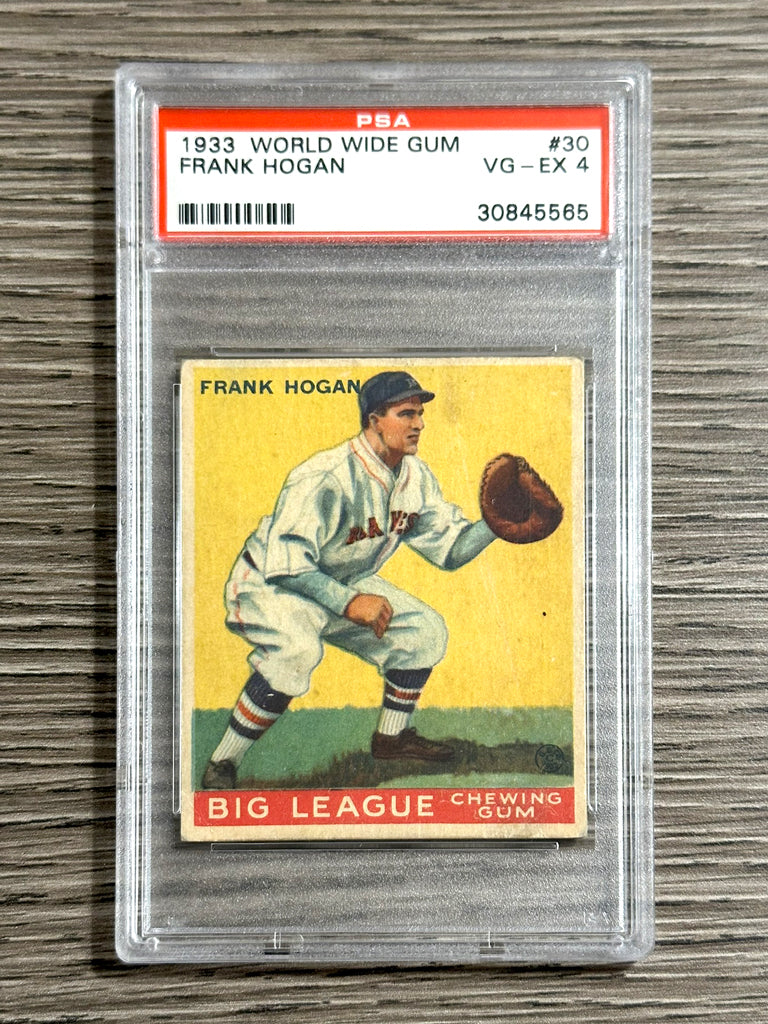 PSA
1933 WORLD WIDE GUM #30
FRANK HOGAN VG-EX 4
30845565
FRANK HOGAN
BIG LEAGUE CHEWING GUM